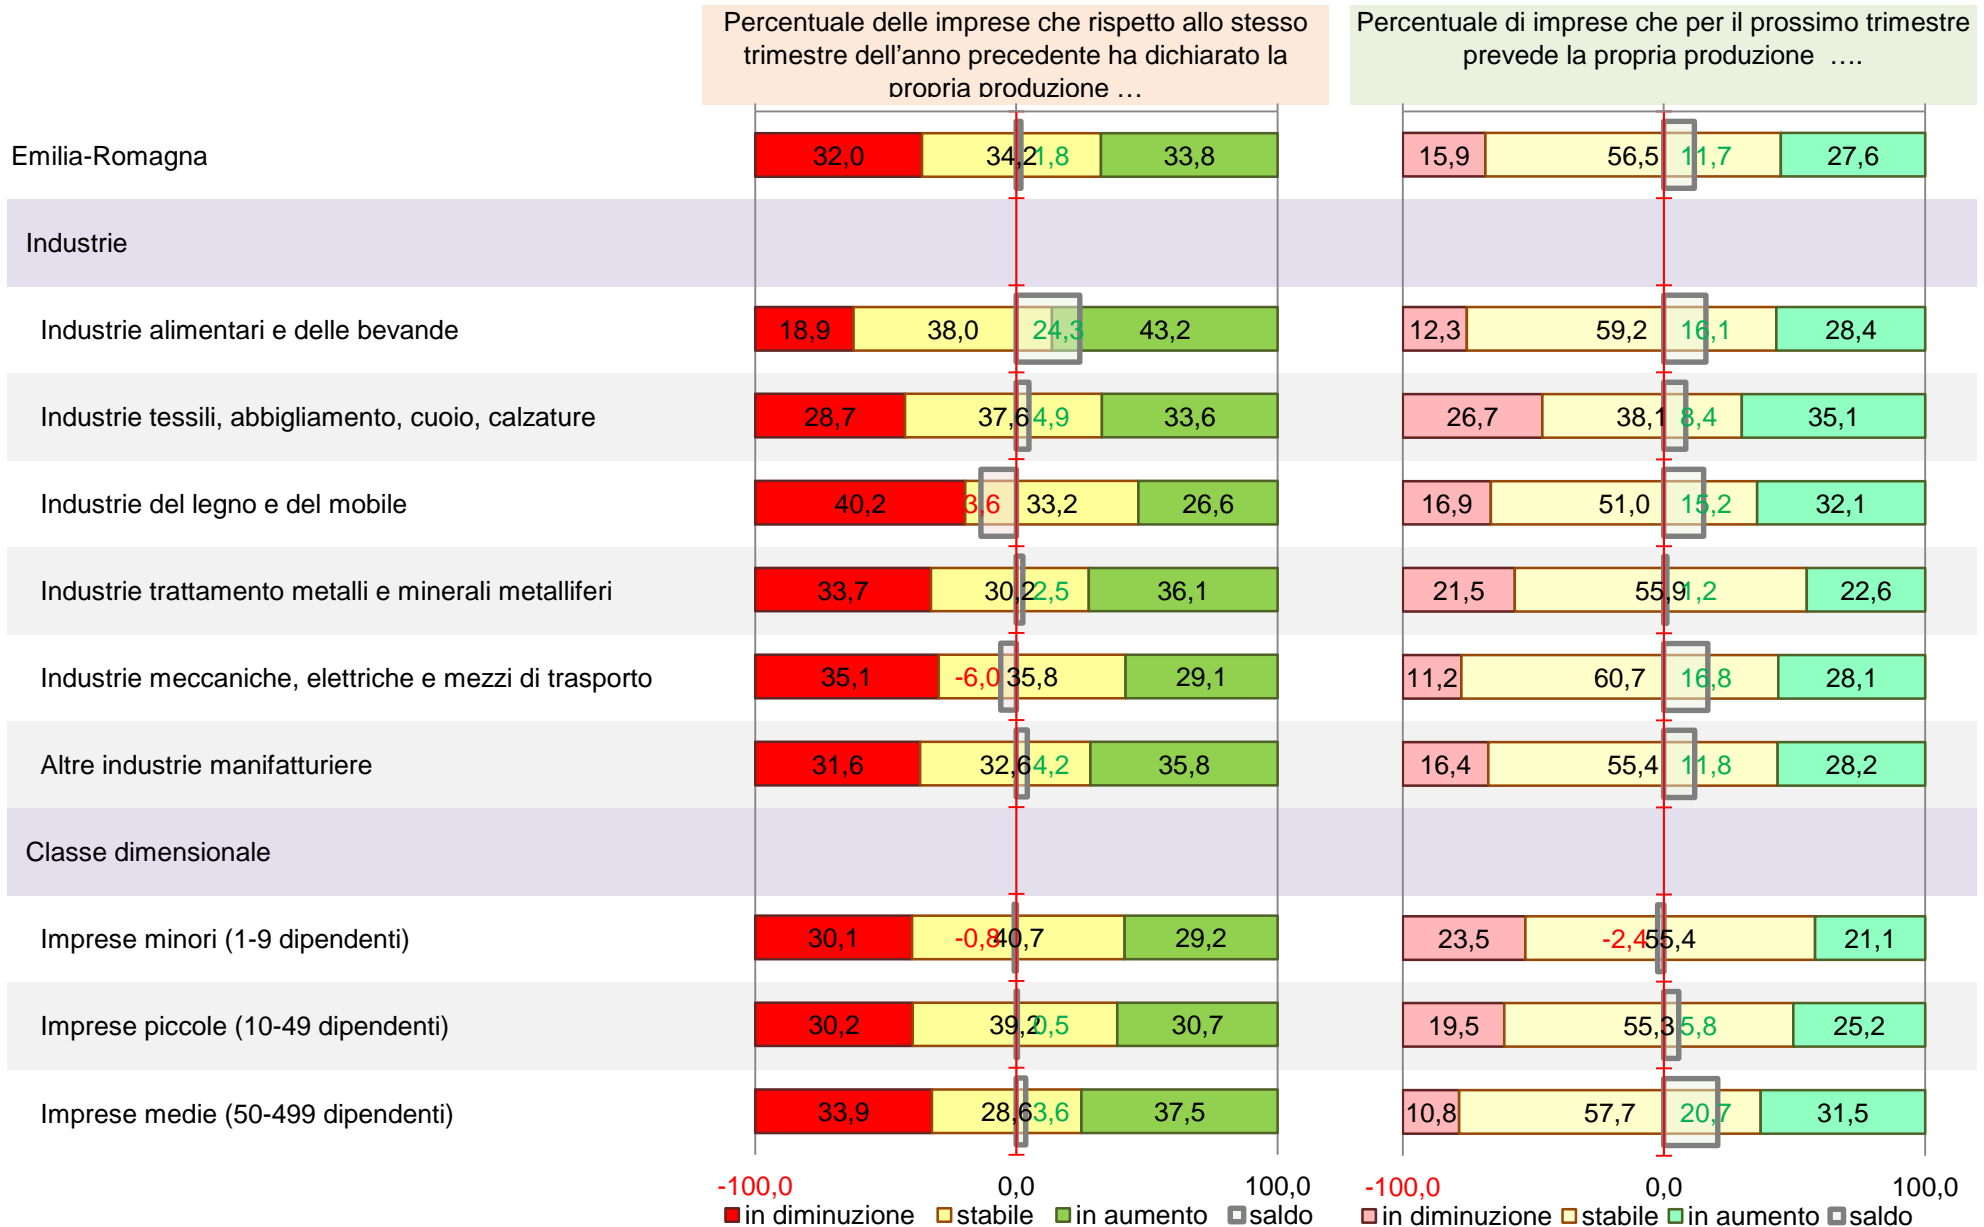 Percentuale delle imprese che rispetto allo stesso
trimestre dell'anno precedente ha dichiarato la
propria produzione …
Percentuale di imprese che per il prossimo trimestre
prevede la propria produzione ….
Emilia-Romagna
32,0 34,2 1,8 33,8
15,9 56,5 11,7 27,6
Industrie
Industrie alimentari e delle bevande
18,9 38,0 24,3 43,2
12,3 59,2 16,1 28,4
Industrie tessili, abbigliamento, cuoio, calzature
28,7 37,6 4,9 33,6
26,7 38,1 8,4 35,1
Industrie del legno e del mobile
40,2 3,6 33,2 26,6
16,9 51,0 15,2 32,1
Industrie trattamento metalli e minerali metalliferi
33,7 30,2 2,5 36,1
21,5 55,9 1,2 22,6
Industrie meccaniche, elettriche e mezzi di trasporto
35,1 -6,0 35,8 29,1
11,2 60,7 16,8 28,1
Altre industrie manifatturiere
31,6 32,6 4,2 35,8
16,4 55,4 11,8 28,2
Classe dimensionale
Imprese minori (1-9 dipendenti)
30,1 -0,8 40,7 29,2
23,5 -2,4 55,4 21,1
Imprese piccole (10-49 dipendenti)
30,2 39,2 0,5 30,7
19,5 55,3 5,8 25,2
Imprese medie (50-499 dipendenti)
33,9 28,6 3,6 37,5
10,8 57,7 20,7 31,5
-100,0 0,0 100,0
-100,0 0,0 100,0
in diminuzione stabile in aumento saldo
in diminuzione stabile in aumento saldo